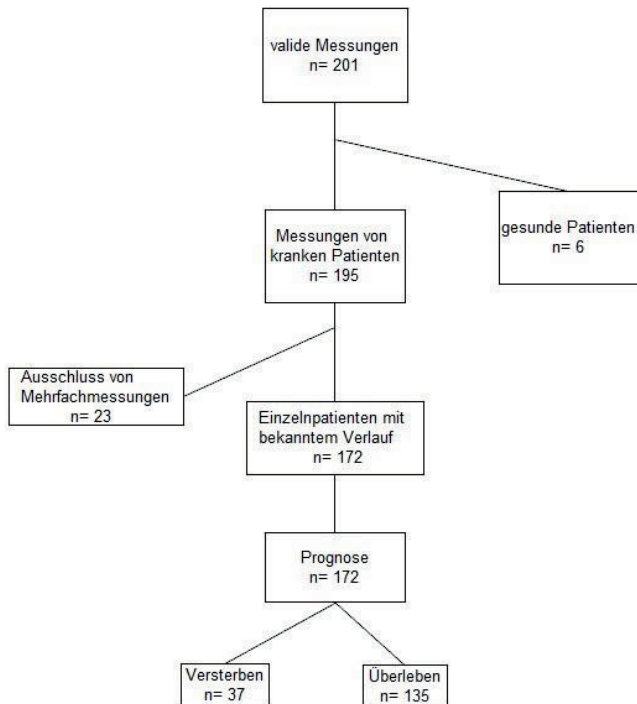 valide Messungen
n= 201
gesunde Patienten
n= 6
Messungen von
kranken Patienten
n= 195
Ausschluss von
Mehrfachmessungen
n= 23
Einzelnpatienten mit
bekanntem Verlauf
n= 172
Prognose
n= 172
Versterben
n= 37
Überleben
n= 135